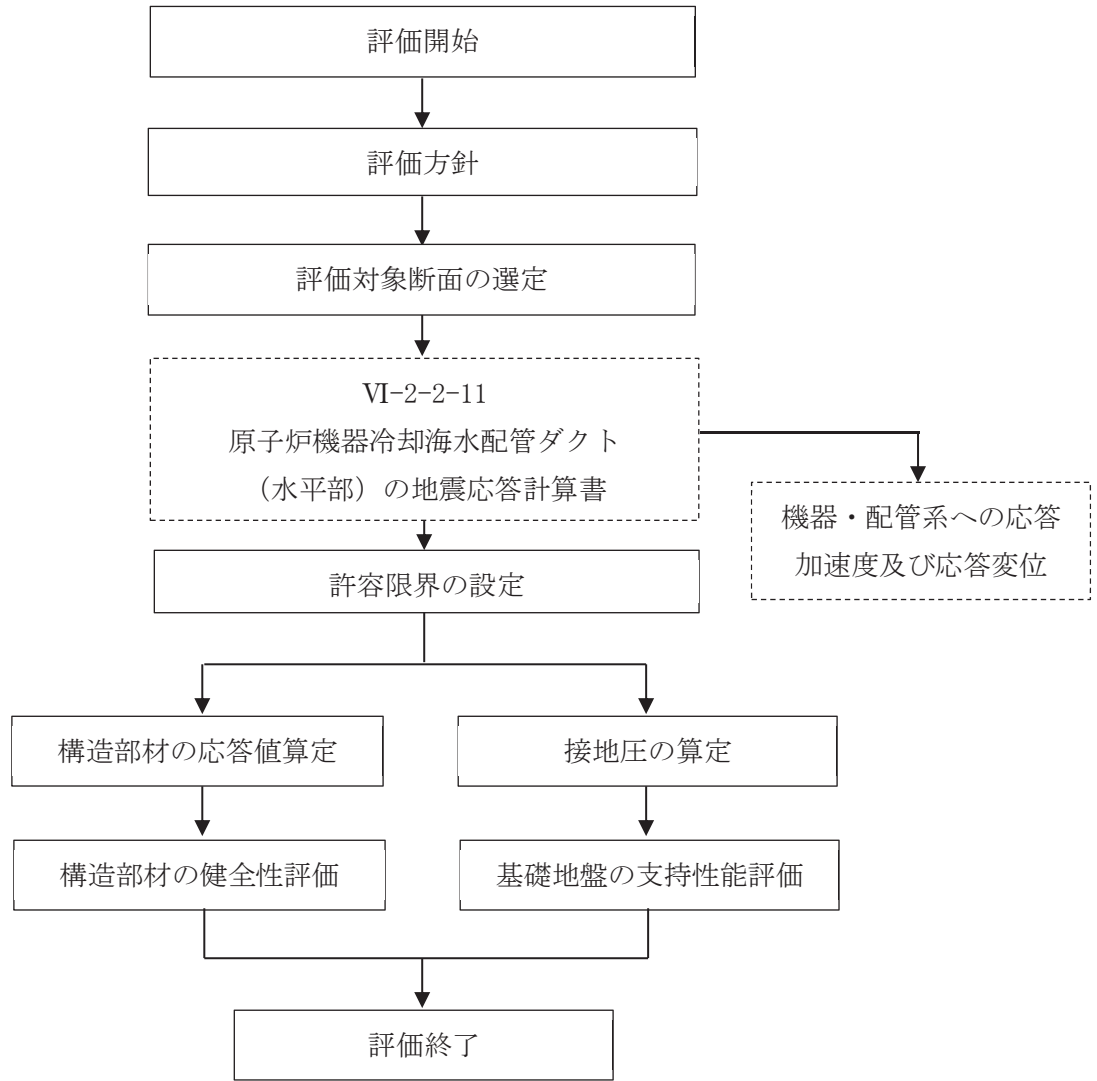 評価開始
評価方針
評価対象断面の選定
Ⅵ-2-2-11
原子炉機器冷却海水配管ダクト
（水平部）の地震応答計算書
機器・配管系への応答
加速度及び応答変位
許容限界の設定
構造部材の応答値算定
接地圧の算定
構造部材の健全性評価
基礎地盤の支持性能評価
評価終了